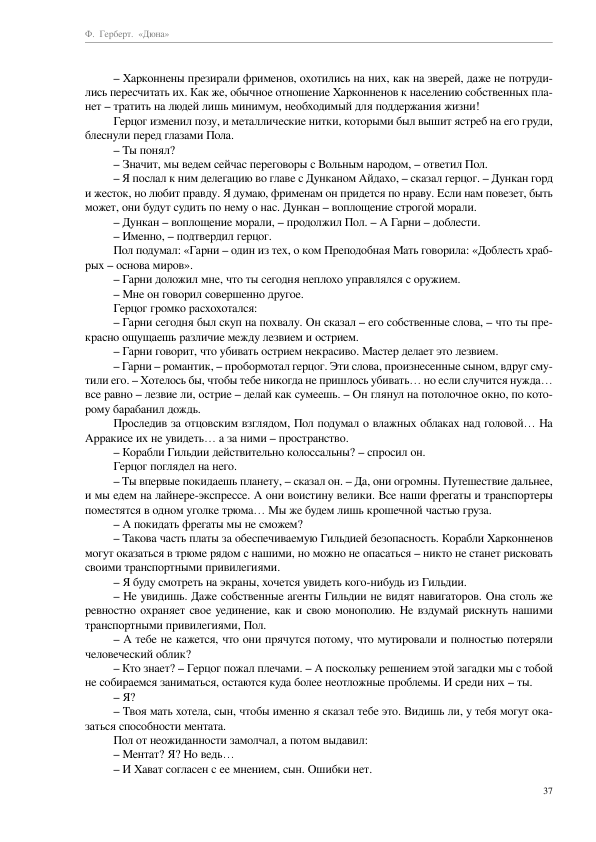 Ф. Герберт. «Дюна»
– Харконнены презирали фрименов, охотились на них, как на зверей, даже не потруди-
лись пересчитать их. Как же, обычное отношение Харконненов к населению собственных пла-
нет – тратить на людей лишь минимум, необходимый для поддержания жизни!
Герцог изменил позу, и металлические нитки, которыми был вышит ястреб на его груди,
блеснули перед глазами Пола.
– Ты понял?
– Значит, мы ведем сейчас переговоры с Вольным народом, – ответил Пол.
– Я послал к ним делегацию во главе с Дунканом Айдахо, – сказал герцог. – Дункан горд
и жесток, но любит правду. Я думаю, фрименам он придется по нраву. Если нам повезет, быть
может, они будут судить по нему о нас. Дункан – воплощение строгой морали.
– Дункан – воплощение морали, – продолжил Пол. – А Гарни – доблести.
– Именно, – подтвердил герцог.
Пол подумал: «Гарни – один из тех, о ком Преподобная Мать говорила: «Доблесть храб-
рых – основа миров».
– Гарни доложил мне, что ты сегодня неплохо управлялся с оружием.
– Мне он говорил совершенно другое.
Герцог громко расхохотался:
– Гарни сегодня был скуп на похвалу. Он сказал – его собственные слова, – что ты пре-
красно ощущаешь различие между лезвием и острием.
– Гарни говорит, что убивать острием некрасиво. Мастер делает это лезвием.
– Гарни – романтик, – пробормотал герцог. Эти слова, произнесенные сыном, вдруг сму-
тили его. – Хотелось бы, чтобы тебе никогда не пришлось убивать… но если случится нужда…
все равно – лезвие ли, острие – делай как сумеешь. – Он глянул на потолочное окно, по кото-
рому барабанил дождь.
Проследив за отцовским взглядом, Пол подумал о влажных облаках над головой… На
Арракисе их не увидеть… а за ними – пространство.
– Корабли Гильдии действительно колоссальны? – спросил он.
Герцог поглядел на него.
– Ты впервые покидаешь планету, – сказал он. – Да, они огромны. Путешествие дальнее,
и мы едем на лайнере-экспрессе. А они воистину велики. Все наши фрегаты и транспортеры
поместятся в одном уголке трюма… Мы же будем лишь крошечной частью груза.
– А покидать фрегаты мы не сможем?
– Такова часть платы за обеспечиваемую Гильдией безопасность. Корабли Харконненов
могут оказаться в трюме рядом с нашими, но можно не опасаться – никто не станет рисковать
своими транспортными привилегиями.
– Я буду смотреть на экраны, хочется увидеть кого-нибудь из Гильдии.
– Не увидишь. Даже собственные агенты Гильдии не видят навигаторов. Она столь же
ревностно охраняет свое уединение, как и свою монополию. Не вздумай рискнуть нашими
транспортными привилегиями, Пол.
– А тебе не кажется, что они прячутся потому, что мутировали и полностью потеряли
человеческий облик?
– Кто знает? – Герцог пожал плечами. – А поскольку решением этой загадки мы с тобой
не собираемся заниматься, остаются куда более неотложные проблемы. И среди них – ты.
– Я?
– Твоя мать хотела, сын, чтобы именно я сказал тебе это. Видишь ли, у тебя могут ока-
заться способности ментата.
Пол от неожиданности замолчал, а потом выдавил:
– Ментат? Я? Но ведь…
– И Хават согласен с ее мнением, сын. Ошибки нет.
37